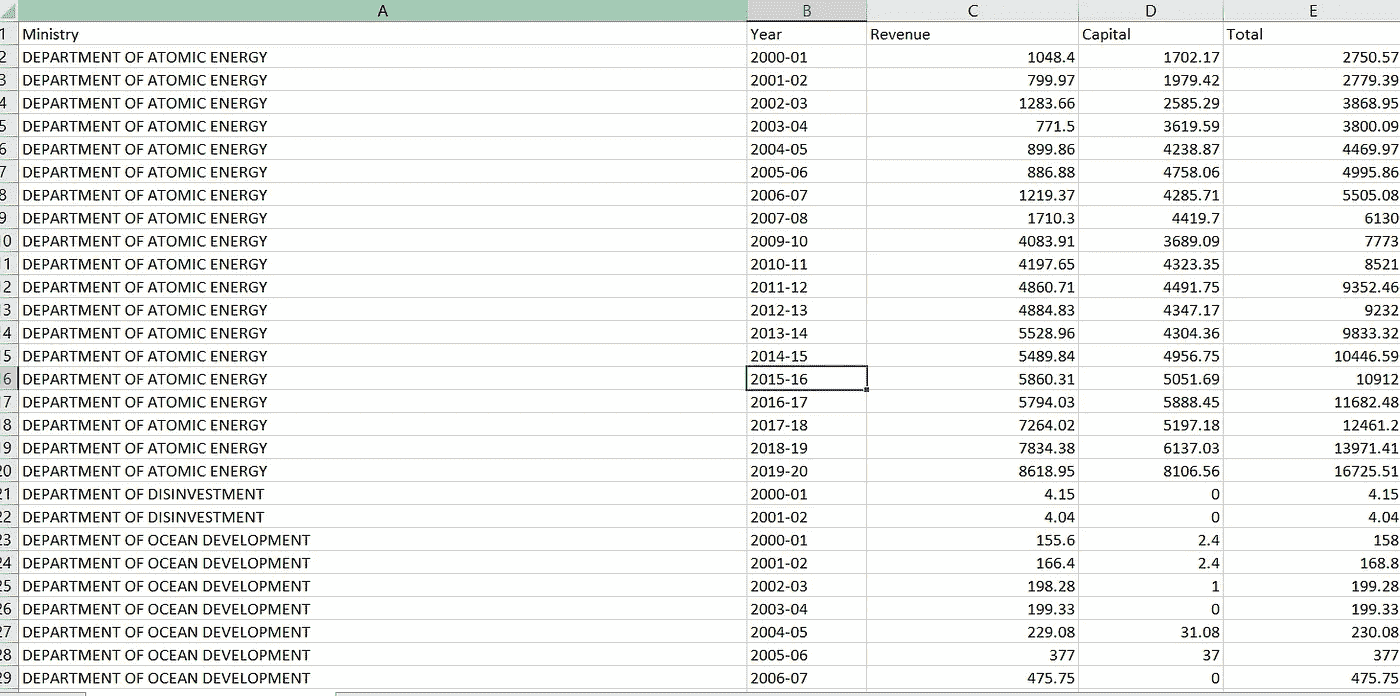 A B C D E
1 Ministry Year Revenue Capital Total
2 DEPARTMENT OF ATOMIC ENERGY 2000-01 1048.4 1702.17 2750.57
3 DEPARTMENT OF ATOMIC ENERGY 2001-02 799.97 1979.42 2779.39
4 DEPARTMENT OF ATOMIC ENERGY 2002-03 1283.66 2585.29 3868.95
5 DEPARTMENT OF ATOMIC ENERGY 2003-04 771.5 3619.59 3800.09
6 DEPARTMENT OF ATOMIC ENERGY 2004-05 899.86 4238.87 4469.97
7 DEPARTMENT OF ATOMIC ENERGY 2005-06 886.88 4758.06 4995.86
8 DEPARTMENT OF ATOMIC ENERGY 2006-07 1219.37 4285.71 5505.08
9 DEPARTMENT OF ATOMIC ENERGY 2007-08 1710.3 4419.7 6130
10 DEPARTMENT OF ATOMIC ENERGY 2009-10 4083.91 3689.09 7773
11 DEPARTMENT OF ATOMIC ENERGY 2010-11 4197.65 4323.35 8521
12 DEPARTMENT OF ATOMIC ENERGY 2011-12 4860.71 4491.75 9352.46
13 DEPARTMENT OF ATOMIC ENERGY 2012-13 4884.83 4347.17 9232
14 DEPARTMENT OF ATOMIC ENERGY 2013-14 5528.96 4304.36 9833.32
15 DEPARTMENT OF ATOMIC ENERGY 2014-15 5489.84 4956.75 10446.59
16 DEPARTMENT OF ATOMIC ENERGY 2015-16 5860.31 5051.69 10912
17 DEPARTMENT OF ATOMIC ENERGY 2016-17 5794.03 5888.45 11682.48
18 DEPARTMENT OF ATOMIC ENERGY 2017-18 7264.02 5197.18 12461.2
19 DEPARTMENT OF ATOMIC ENERGY 2018-19 7834.38 6137.03 13971.41
20 DEPARTMENT OF ATOMIC ENERGY 2019-20 8618.95 8106.56 16725.51
21 DEPARTMENT OF DISINVESTMENT 2000-01 4.15 0 4.15
22 DEPARTMENT OF DISINVESTMENT 2001-02 4.04 0 4.04
23 DEPARTMENT OF OCEAN DEVELOPMENT 2000-01 155.6 2.4 158
24 DEPARTMENT OF OCEAN DEVELOPMENT 2001-02 166.4 2.4 168.8
25 DEPARTMENT OF OCEAN DEVELOPMENT 2002-03 198.28 1 199.28
26 DEPARTMENT OF OCEAN DEVELOPMENT 2003-04 199.33 0 199.33
27 DEPARTMENT OF OCEAN DEVELOPMENT 2004-05 229.08 31.08 230.08
28 DEPARTMENT OF OCEAN DEVELOPMENT 2005-06 377 37 377
29 DEPARTMENT OF OCEAN DEVELOPMENT 2006-07 475.75 0 475.75